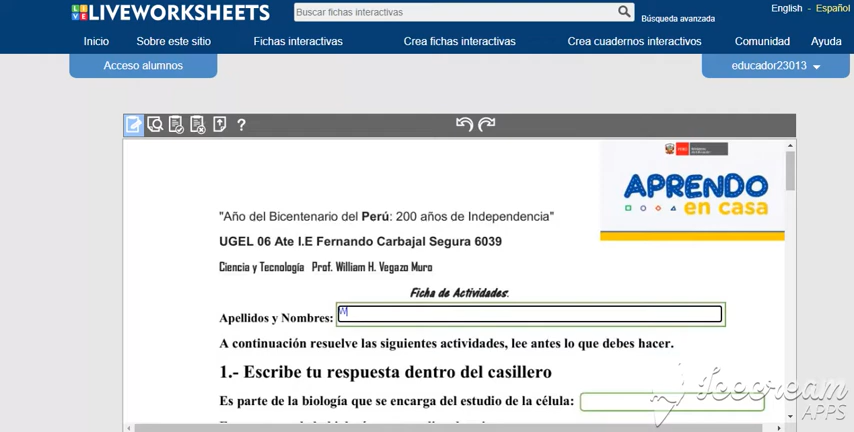 LIVEWORKSHEETS
Buscar fichas interactivas
Búsqueda avanzada
English - Español
Inicio
Sobre este sitio
Fichas interactivas
Crea fichas interactivas
Crea cuadernos interactivos
Comunidad
Ayuda
Acceso alumnos
educador23013
?
APRENDO
en casa
"Año del Bicentenario del Perú: 200 años de Independencia"
UGEL 06 Ate I.E Fernando Carbajal Segura 6039
Ciencia y Tecnología Prof. William H. Vegazo Muro
Ficha de Actividades.
Apellidos y Nombres: W
A continuación resuelve las siguientes actividades, lee antes lo que debes hacer.
1.- Escribe tu respuesta dentro del casillero
Es parte de la biología que se encarga del estudio de la célula:
Icecream
APPS